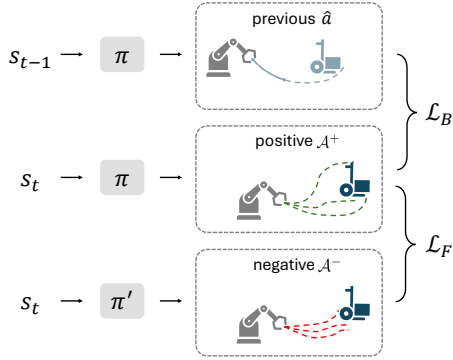 previous â
s_{t−1} → π →
ℒ_B
positive 𝒜⁺
s_t → π →
ℒ_F
negative 𝒜⁻
s_t → π′ →